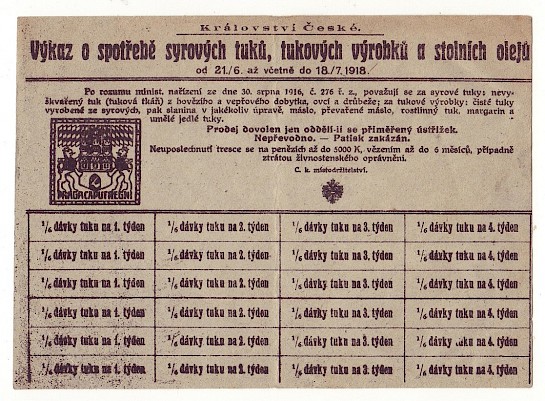 Království České.
Výkaz o spotřebě syrových tuků, tukových výrobků a stolních olejů
od 21./6. až včetně do 18./7. 1918.
Po rozumu minist. nařízení ze dne 30. srpna 1916, č. 276 ř. z., považují se za syrové tuky: nevy-
škvařený tuk (tuková tkáň) z hovězího a vepřového dobytka, ovcí a drůbeže; za tukové výrobky: čisté tuky
vyrobené ze syrových, pak slanina v jakékoliv úpravě, máslo, převařené máslo, rostlinný tuk, margarin a
umělé jedlé tuky.
Prodej dovolen jen oddělí-li se přiměřený ústřižek.
Nepřevodno. — Patisk zakázán.
Neuposlechnutí tresce se na penězích až do 5000 K, vězením až do 6 měsíců, případně
ztrátou živnostenského oprávnění.
C. k. místodržitelství.
PRAGA CAPUT REGNI
1/6 dávky tuku na 1. týden 1/6 dávky tuku na 2. týden 1/6 dávky tuku na 3. týden 1/6 dávky tuku na 4. týden
1/6 dávky tuku na 1. týden 1/6 dávky tuku na 2. týden 1/6 dávky tuku na 3. týden 1/6 dávky tuku na 4. týden
1/6 dávky tuku na 1. týden 1/6 dávky tuku na 2. týden 1/6 dávky tuku na 3. týden 1/6 dávky tuku na 4. týden
1/6 dávky tuku na 1. týden 1/6 dávky tuku na 2. týden 1/6 dávky tuku na 3. týden 1/6 dávky tuku na 4. týden
1/6 dávky tuku na 1. týden 1/6 dávky tuku na 2. týden 1/6 dávky tuku na 3. týden 1/6 dávky tuku na 4. týden
1/6 dávky tuku na 1. týden 1/6 dávky tuku na 2. týden 1/6 dávky tuku na 3. týden 1/6 dávky tuku na 4. týden